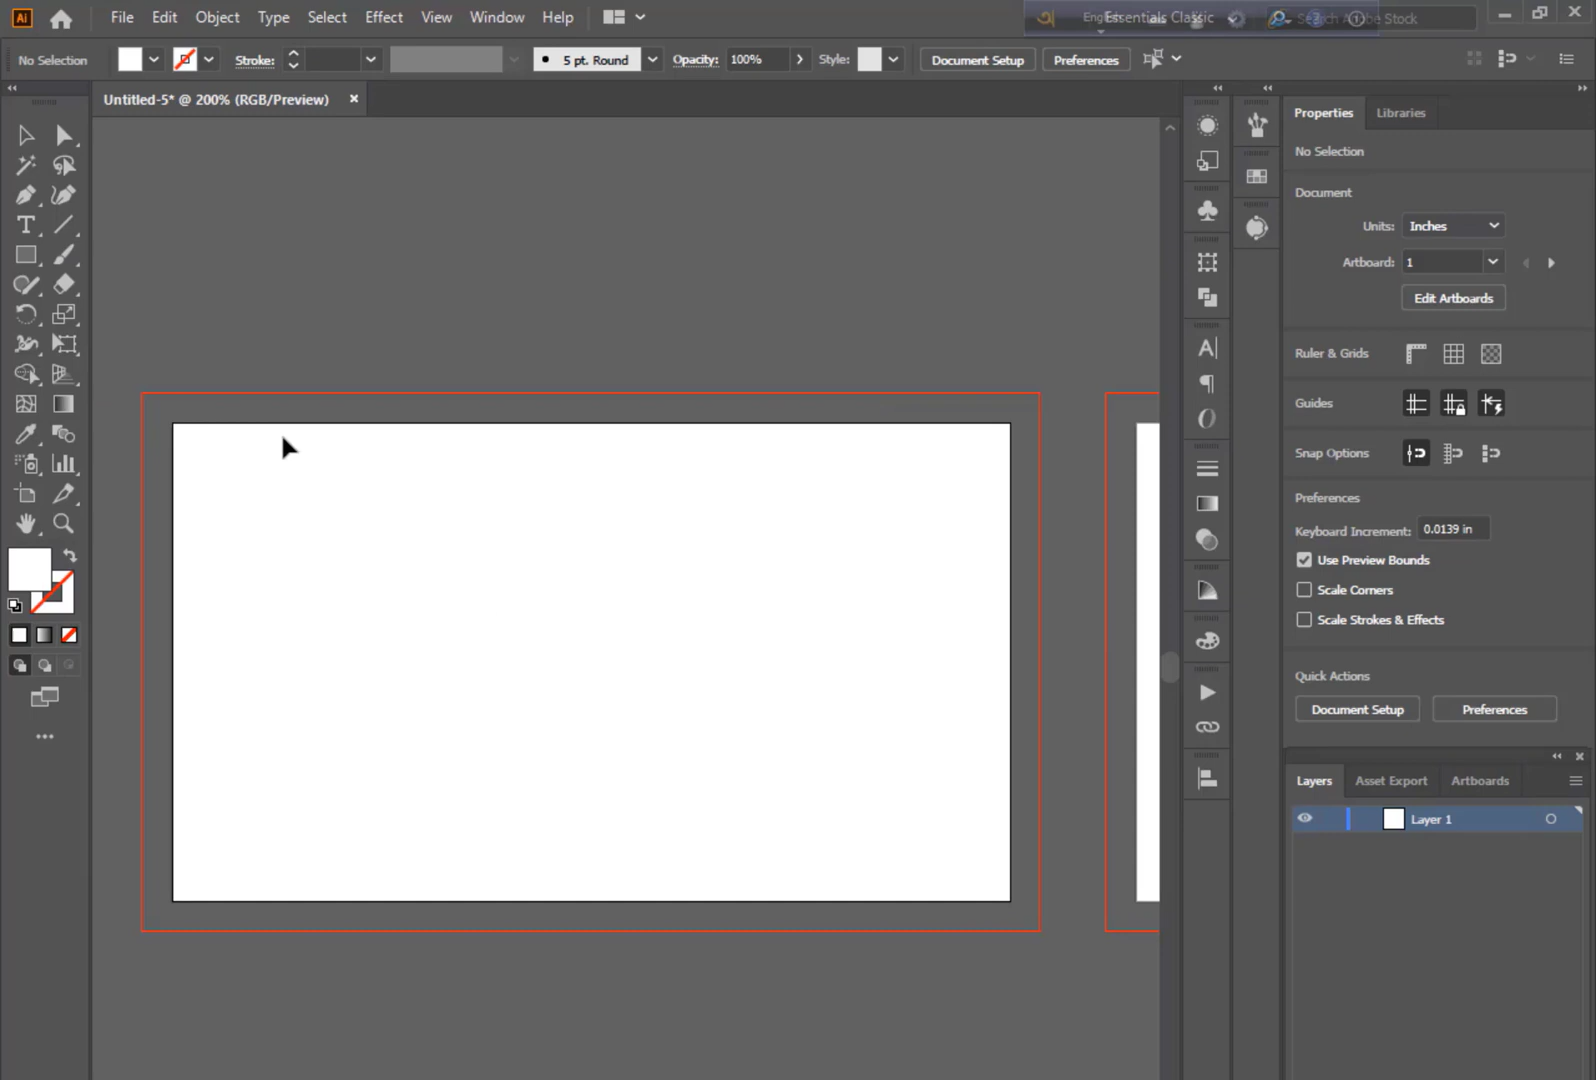 Ai File Edit Object Type Select Effect View Window Help Essentials Classic Search Adobe Stock
No Selection Stroke: 5 pt. Round Opacity: 100% Style: Document Setup Preferences
Untitled-5* @ 200% (RGB/Preview)
Properties Libraries
No Selection
Document
Units: Inches
Artboard: 1
Edit Artboards
Ruler & Grids
Guides
Snap Options
Preferences
Keyboard Increment: 0.0139 in
Use Preview Bounds
Scale Corners
Scale Strokes & Effects
Quick Actions
Document Setup Preferences
Layers Asset Export Artboards
Layer 1